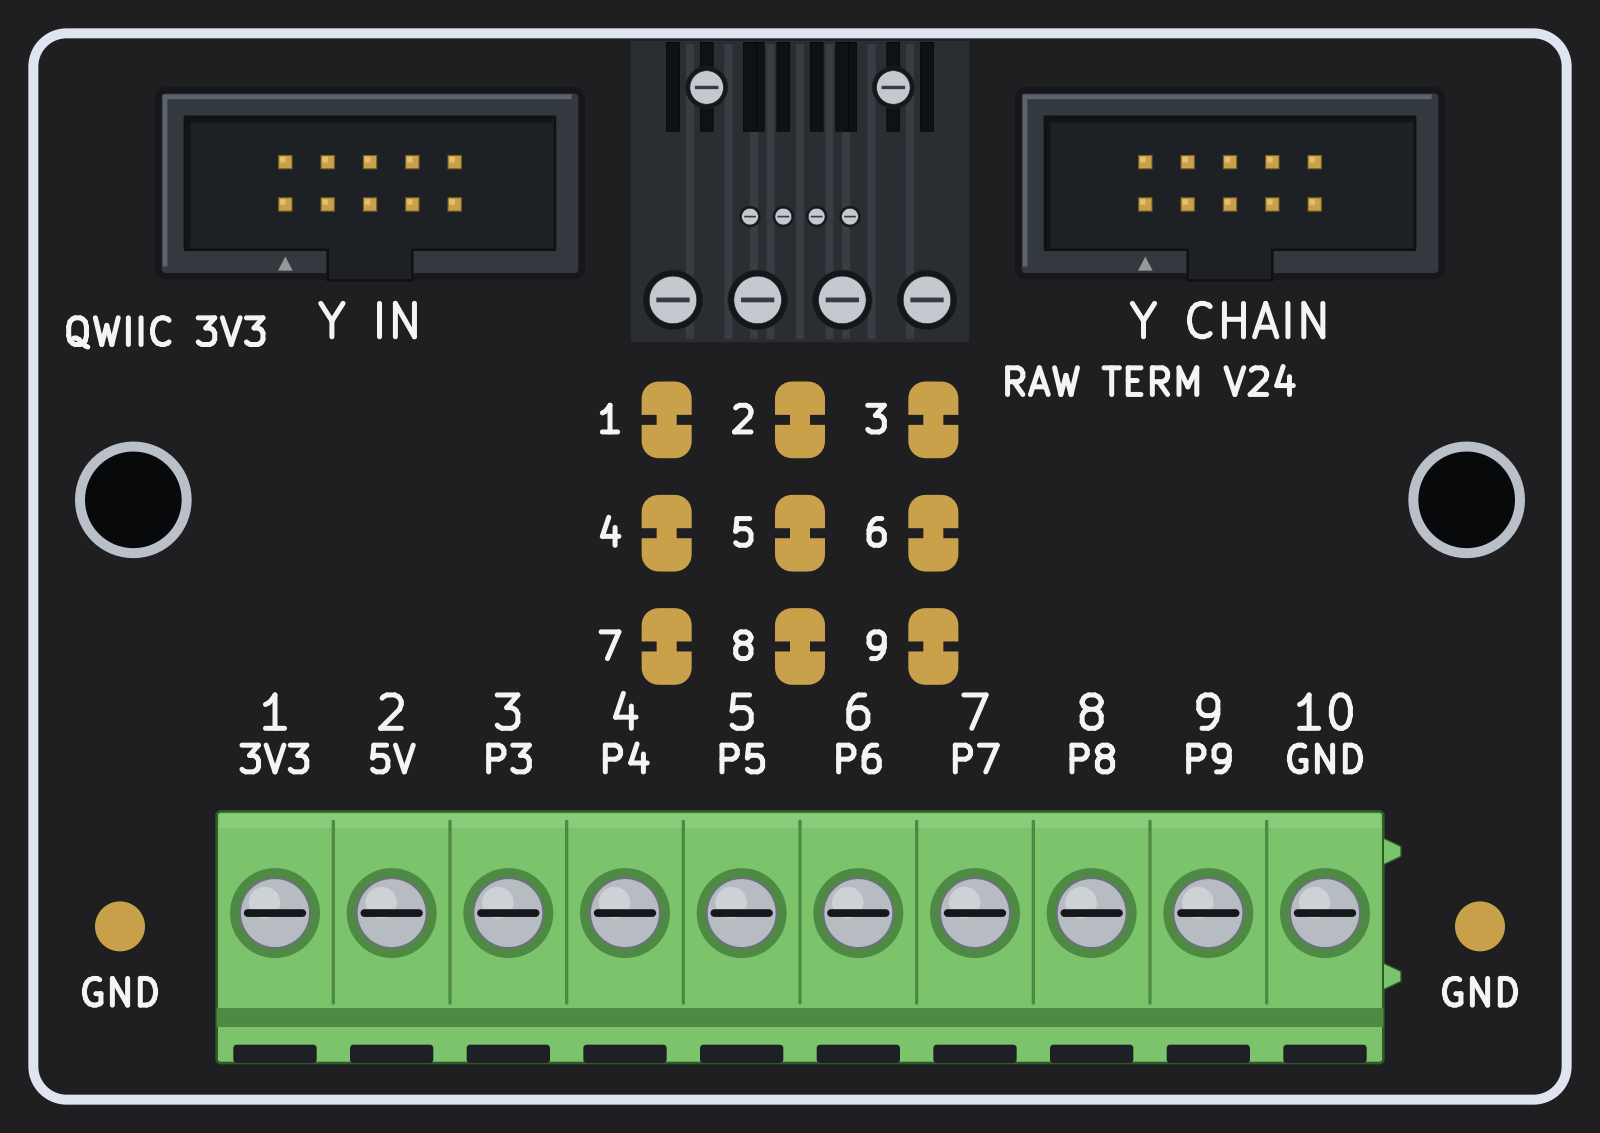 Y IN
Y CHAIN
QWIIC 3V3
RAW TERM V24
1 2 3
4 5 6
7 8 9
1 2 3 4 5 6 7 8 9 10
3V3 5V P3 P4 P5 P6 P7 P8 P9 GND
GND GND